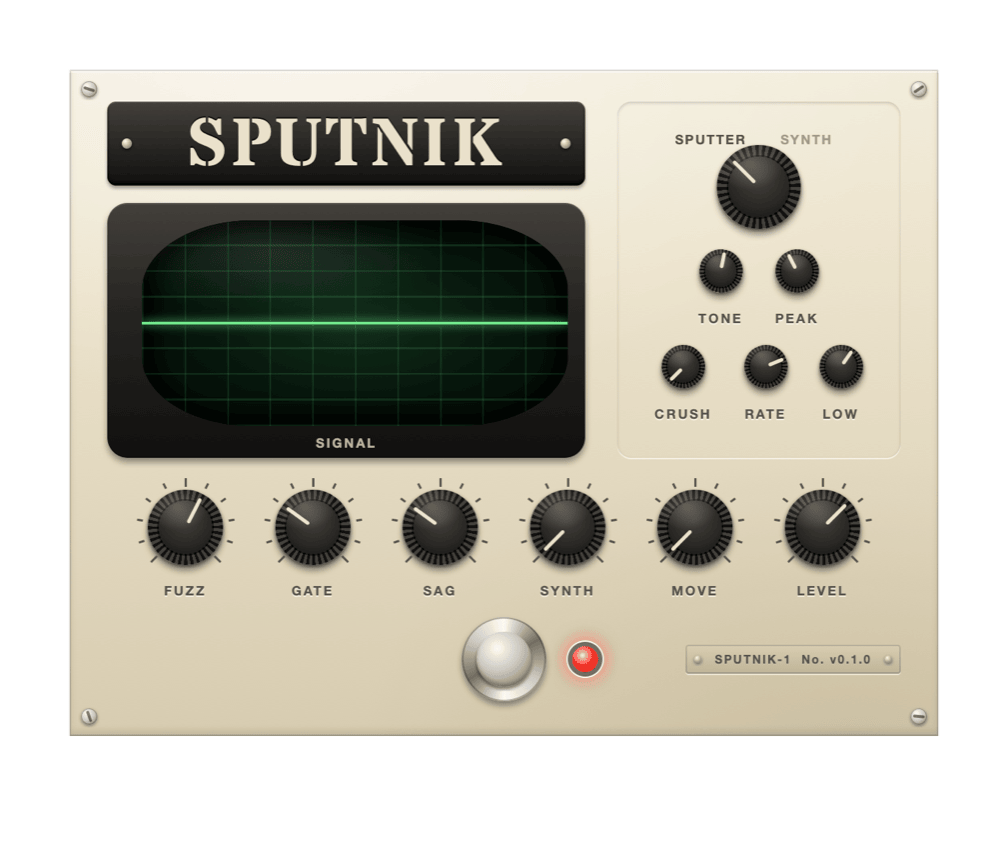 SPUTNIK
SPUTTER SYNTH
TONE PEAK
CRUSH RATE LOW
SIGNAL
FUZZ GATE SAG SYNTH MOVE LEVEL
SPUTNIK-1 No. v0.1.0